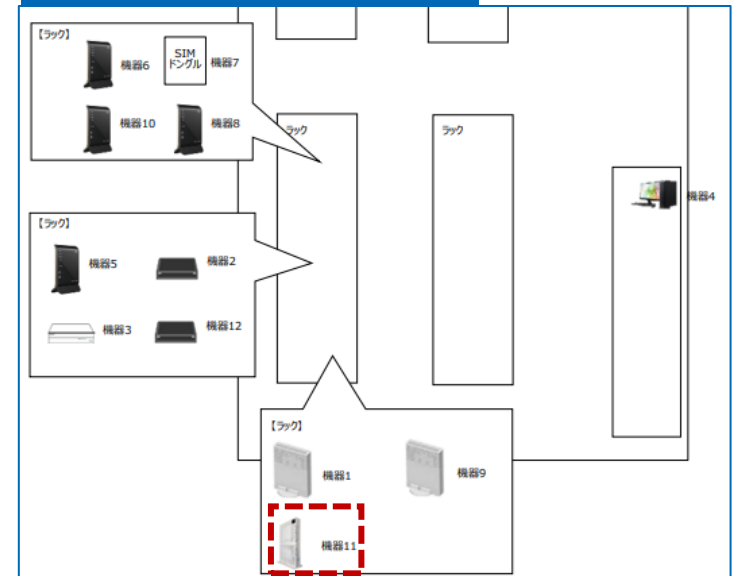 【ラック】
機器6
SIM
ドングル
機器7
機器10
機器8
ラック
ラック
機器4
【ラック】
機器5
機器2
機器3
機器12
【ラック】
機器1
機器9
機器11